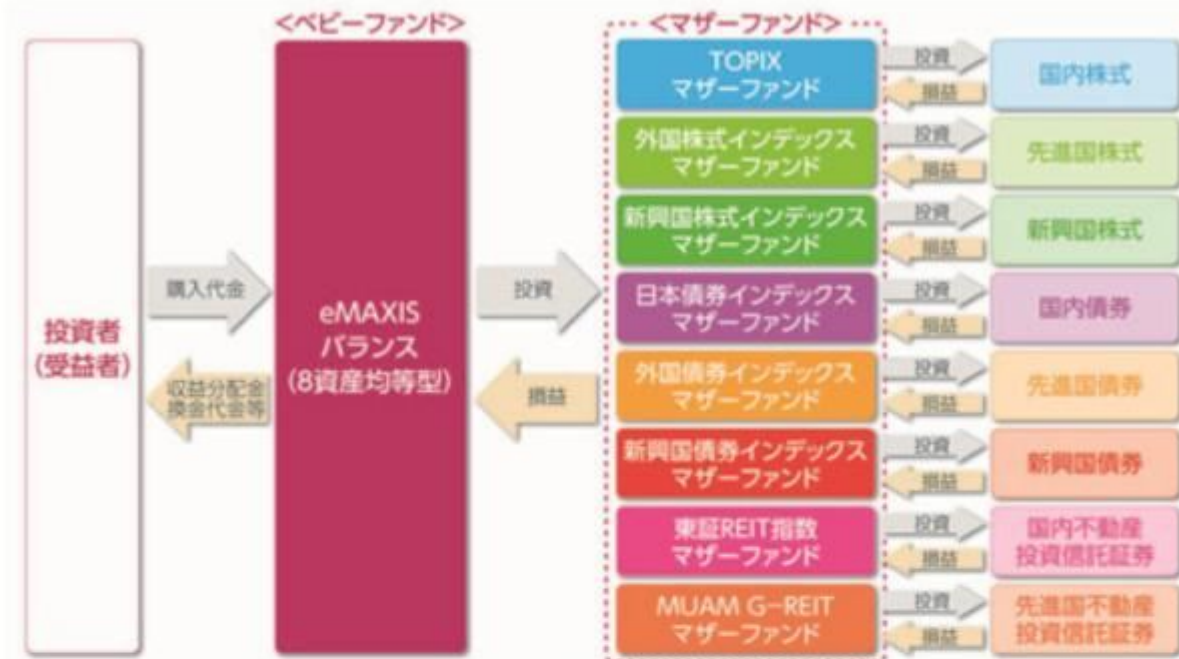 <ベビーファンド>
<マザーファンド>
投資者
(受益者)
購入代金
収益分配金
換金代金等
eMAXIS
バランス
(8資産均等型)
投資
損益
TOPIX
マザーファンド
投資
損益
国内株式
外国株式インデックス
マザーファンド
投資
損益
先進国株式
新興国株式インデックス
マザーファンド
投資
損益
新興国株式
日本債券インデックス
マザーファンド
投資
損益
国内債券
外国債券インデックス
マザーファンド
投資
損益
先進国債券
新興国債券インデックス
マザーファンド
投資
損益
新興国債券
東証REIT指数
マザーファンド
投資
損益
国内不動産
投資信託証券
MUAM G-REIT
マザーファンド
投資
損益
先進国不動産
投資信託証券